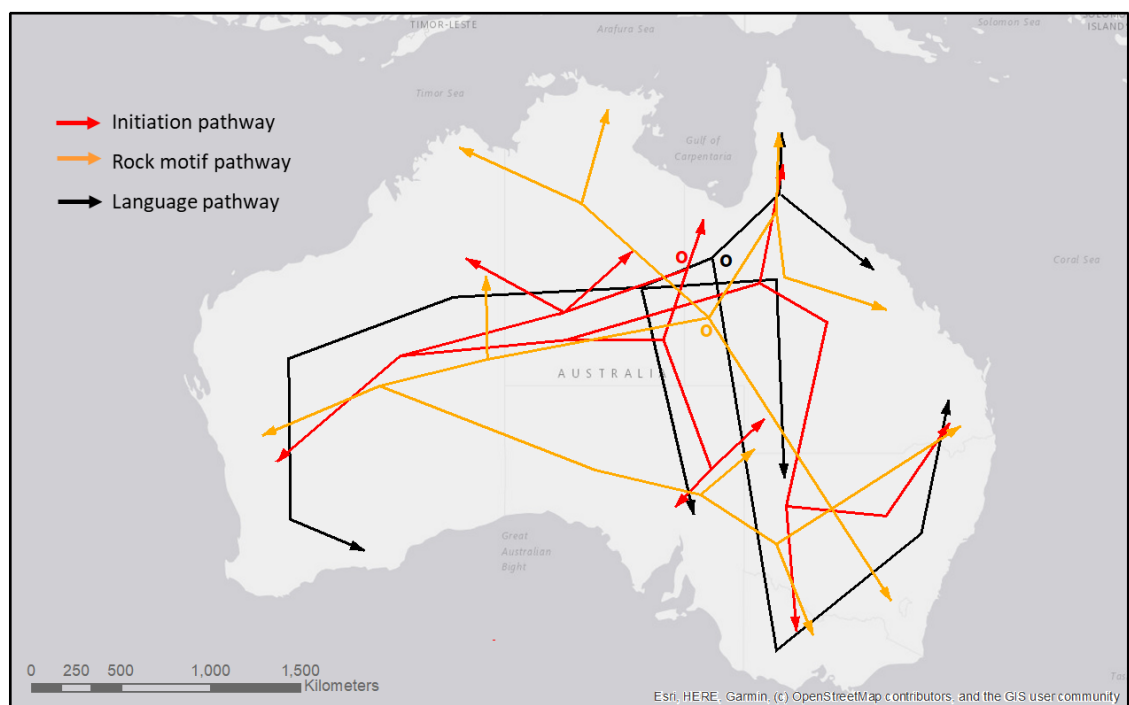 TIMOR-LESTE
Arafura Sea
Solomon Sea
ISLANDS
Timor Sea
Initiation pathway
Rock motif pathway
Language pathway
Gulf of
Carpentaria
Coral Sea
O
O
O
AUSTRALIA
Great
Australian
Bight
0 250 500 1,000 1,500
Kilometers
Esri, HERE, Garmin, (c) OpenStreetMap contributors, and the GIS user community